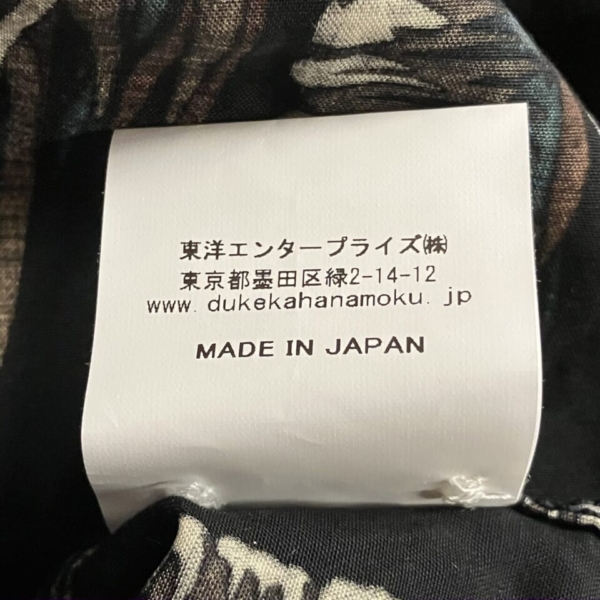 東洋エンタープライズ㈱
東京都墨田区緑2-14-12
www.dukekahanamoku.jp
MADE IN JAPAN